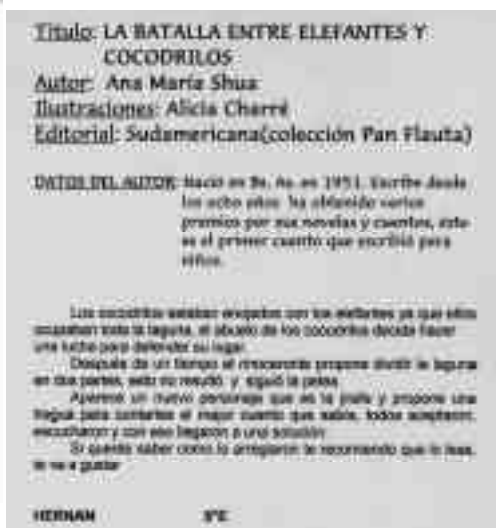 Título: LA BATALLA ENTRE ELEFANTES Y
COCODRILOS
Autor: Ana María Shua
Ilustraciones: Alicia Charré
Editorial: Sudamericana(colección Pan Flauta)
DATOS DEL AUTOR: Nació en Bs. As. en 1951. Escribe desde
los ocho años ha obtenido varios
premios por sus novelas y cuentos, este
es el primer cuento que escribió para
niños.
Los cocodrilos estaban enojados con los elefantes ya que ellos
ocupaban toda la laguna, el abuelo de los cocodrilos decide hacer
una lucha para defender su lugar.
Después de un tiempo el rinoceronte propone dividir la laguna
en dos partes, esto no resultó y siguió la pelea.
Apareció un nuevo personaje que es la y propone una
tregua para contarles el mejor cuento que sabía, todos aceptaron,
escucharon y con eso llegaron a una solución.
Si querés saber como lo arreglaron te recomiendo que lo leas,
te va a gustar
HERNAN